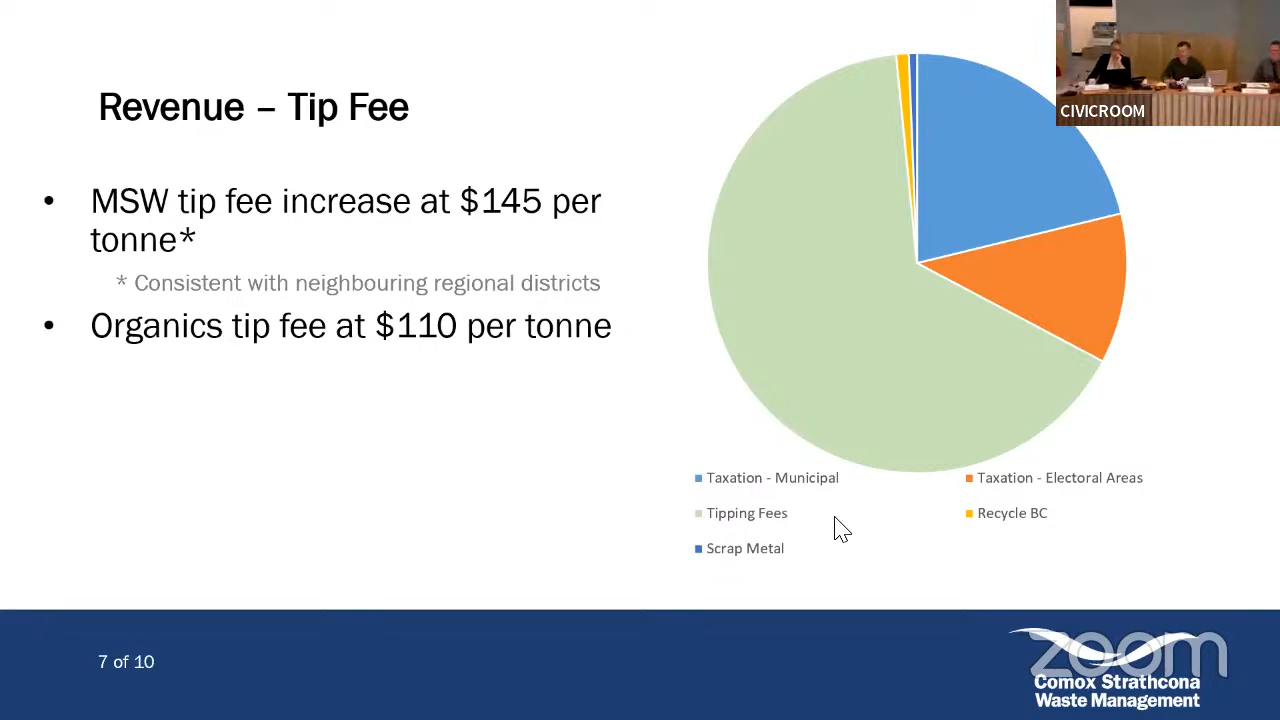 Revenue – Tip Fee
• MSW tip fee increase at $145 per
tonne*
* Consistent with neighbouring regional districts
• Organics tip fee at $110 per tonne
CIVICROOM
Taxation - Municipal
Taxation - Electoral Areas
Tipping Fees
Recycle BC
Scrap Metal
7 of 10
zoom
Comox Strathcona
Waste Management